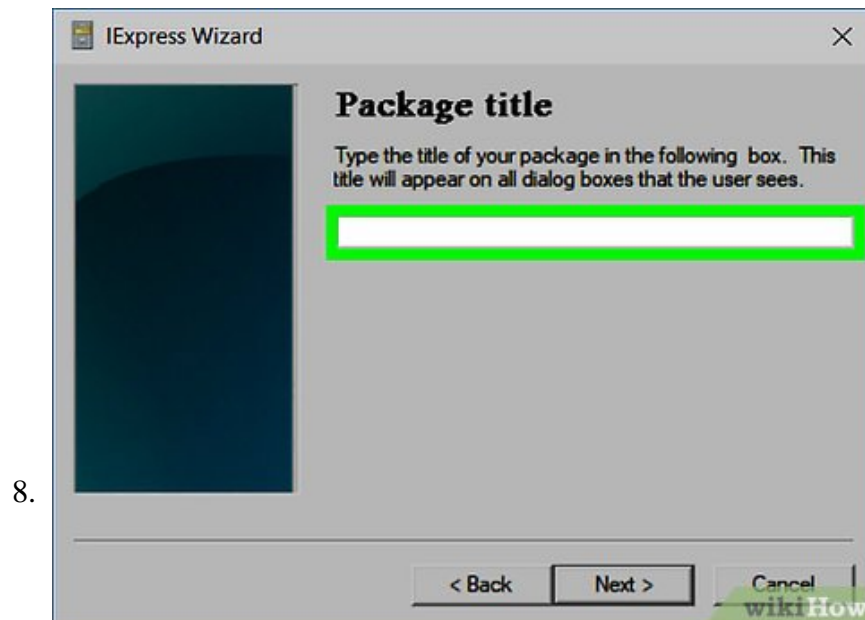 IExpress Wizard
Package title
Type the title of your package in the following box. This
title will appear on all dialog boxes that the user sees.
8.
< Back Next > Cancel
wikiHow